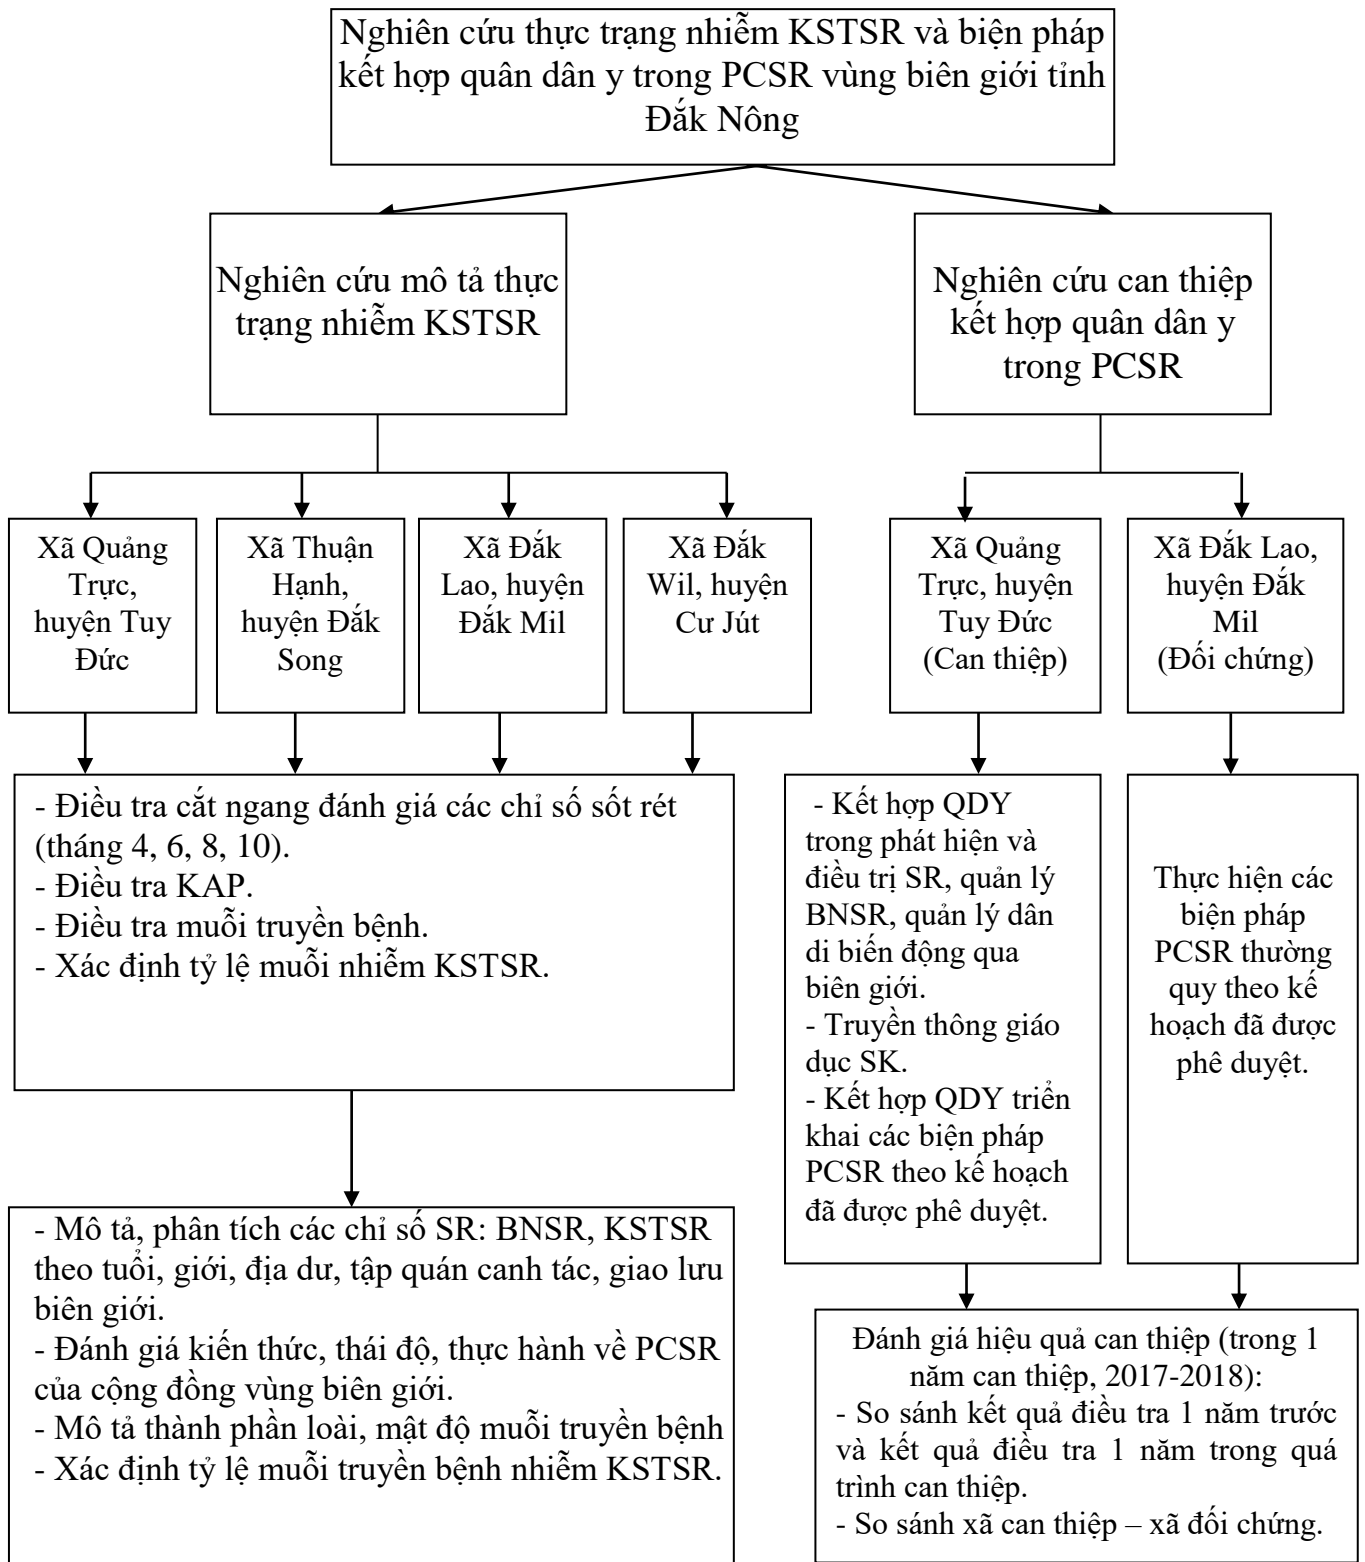 Nghiên cứu thực trạng nhiễm KSTSR và biện pháp
kết hợp quân dân y trong PCSR vùng biên giới tỉnh
Đắk Nông
Nghiên cứu mô tả thực
trạng nhiễm KSTSR
Nghiên cứu can thiệp
kết hợp quân dân y
trong PCSR
Xã Quảng
Trực,
huyện Tuy
Đức
Xã Thuận
Hạnh,
huyện Đắk
Song
Xã Đắk
Lao, huyện
Đắk Mil
Xã Đắk
Wil, huyện
Cư Jút
Xã Quảng
Trực, huyện
Tuy Đức
(Can thiệp)
Xã Đắk Lao,
huyện Đắk
Mil
(Đối chứng)
- Điều tra cắt ngang đánh giá các chỉ số sốt rét
(tháng 4, 6, 8, 10).
- Điều tra KAP.
- Điều tra muỗi truyền bệnh.
- Xác định tỷ lệ muỗi nhiễm KSTSR.
- Kết hợp QDY
trong phát hiện và
điều trị SR, quản lý
BNSR, quản lý dân
di biến động qua
biên giới.
- Truyền thông giáo
dục SK.
- Kết hợp QDY triển
khai các biện pháp
PCSR theo kế hoạch
đã được phê duyệt.
Thực hiện các
biện pháp
PCSR thường
quy theo kế
hoạch đã được
phê duyệt.
- Mô tả, phân tích các chỉ số SR: BNSR, KSTSR
theo tuổi, giới, địa dư, tập quán canh tác, giao lưu
biên giới.
- Đánh giá kiến thức, thái độ, thực hành về PCSR
của cộng đồng vùng biên giới.
- Mô tả thành phần loài, mật độ muỗi truyền bệnh
- Xác định tỷ lệ muỗi truyền bệnh nhiễm KSTSR.
Đánh giá hiệu quả can thiệp (trong 1
năm can thiệp, 2017-2018):
- So sánh kết quả điều tra 1 năm trước
và kết quả điều tra 1 năm trong quá
trình can thiệp.
- So sánh xã can thiệp – xã đối chứng.